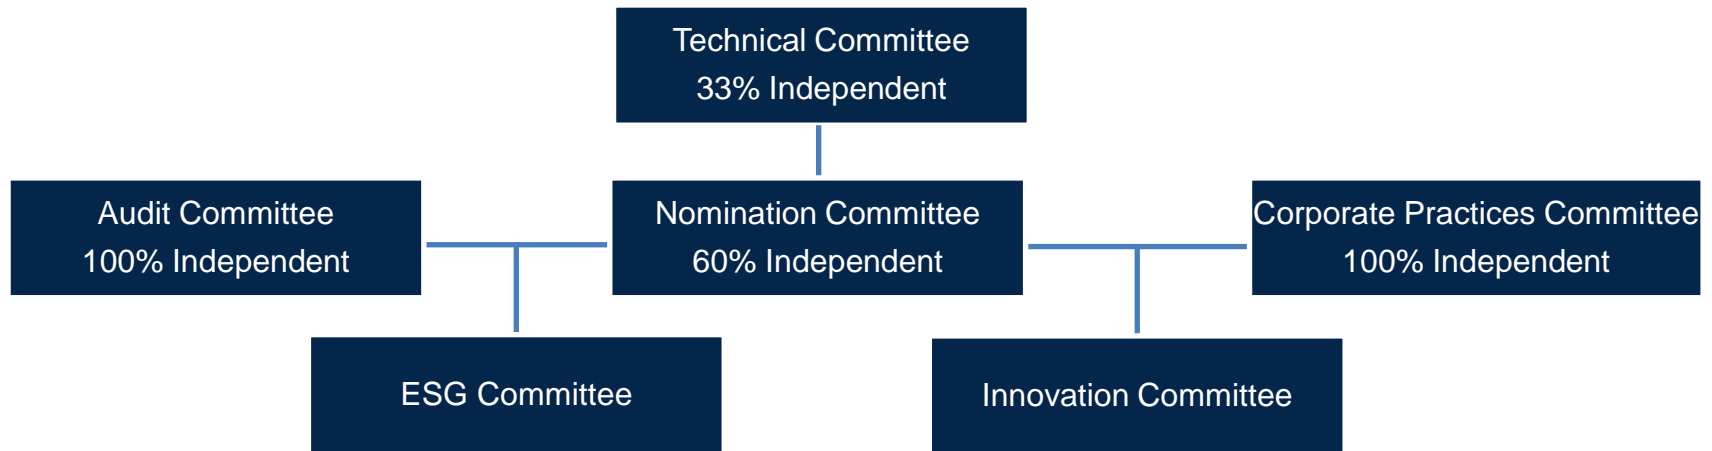 Technical Committee
33% Independent
Audit Committee
100% Independent
Nomination Committee
60% Independent
Corporate Practices Committee
100% Independent
ESG Committee
Innovation Committee